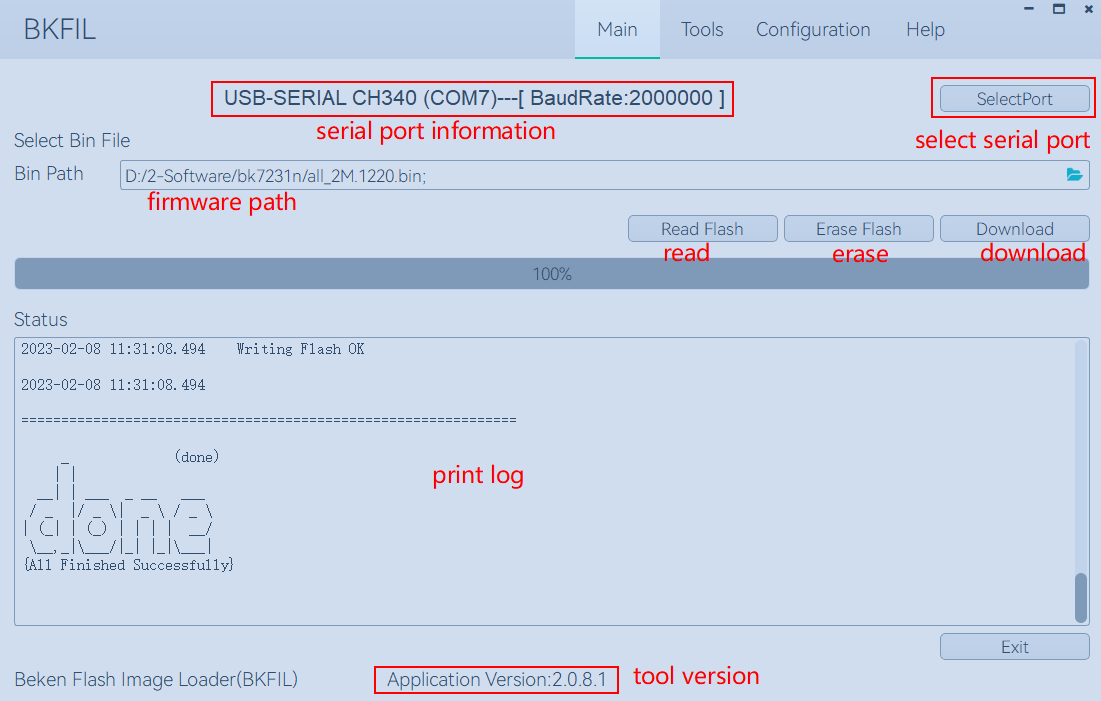 BKFIL
Main Tools Configuration Help
USB-SERIAL CH340 (COM7)---[ BaudRate:2000000 ]
SelectPort
serial port information
select serial port
Select Bin File
Bin Path
D:/2-Software/bk7231n/all_2M.1220.bin;
firmware path
Read Flash Erase Flash Download
read erase download
100%
Status
2023-02-08 11:31:08.494 Writing Flash OK
2023-02-08 11:31:08.494
==============================================================
(done)
done
print log
{All Finished Successfully}
Exit
Beken Flash Image Loader(BKFIL)
Application Version:2.0.8.1
tool version